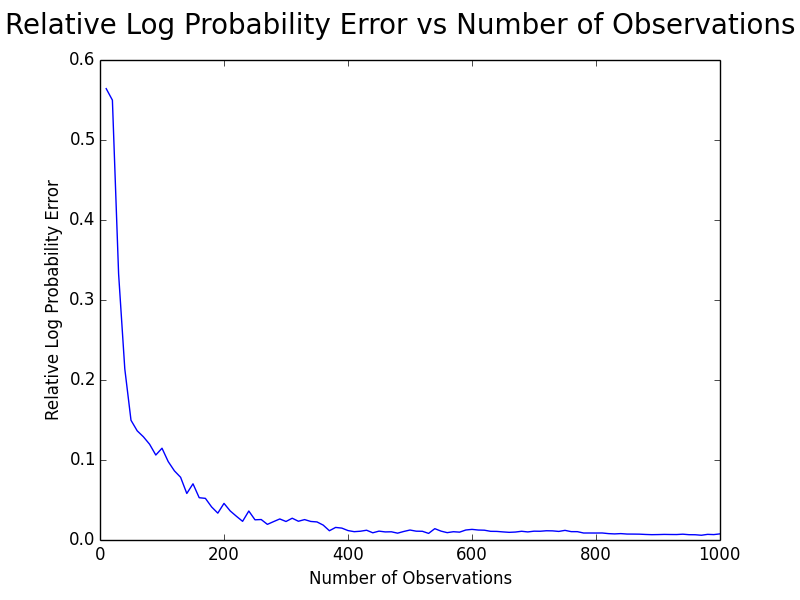 Relative Log Probability Error vs Number of Observations
0.6
0.5
0.4
0.3
0.2
0.1
0.0
Relative Log Probability Error
0 200 400 600 800 1000
Number of Observations